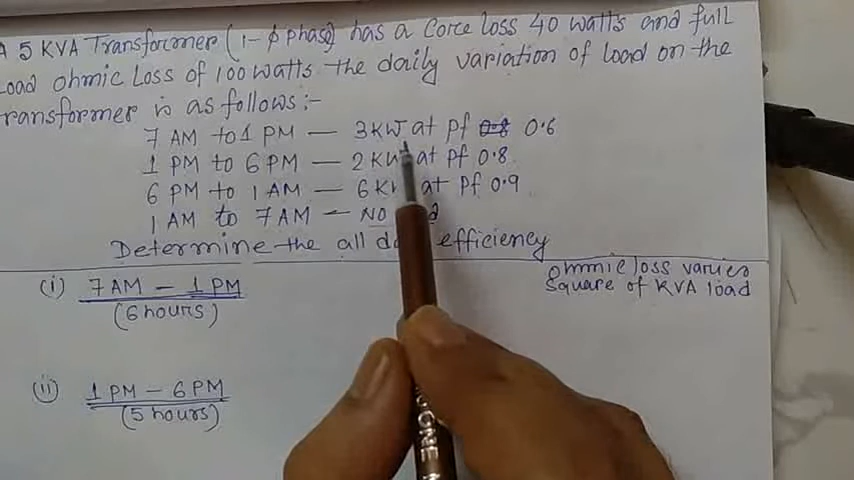 A 5 KVA Transformer (1-φ phase) has a Core loss 40 watts and full
Load ohmic Loss of 100 watts the daily variation of load on the
transformer is as follows:-
7 AM to 1 PM — 3 KW at pf 0.6
1 PM to 6 PM — 2 KW at pf 0.8
6 PM to 1 AM — 6 K at pf 0.9
1 AM to 7 AM — NO
Determine the all efficiency
ohmic loss varies
Square of KVA load
(i) 7 AM — 1 PM
(6 hours)
(ii) 1 PM — 6 PM
(5 hours)